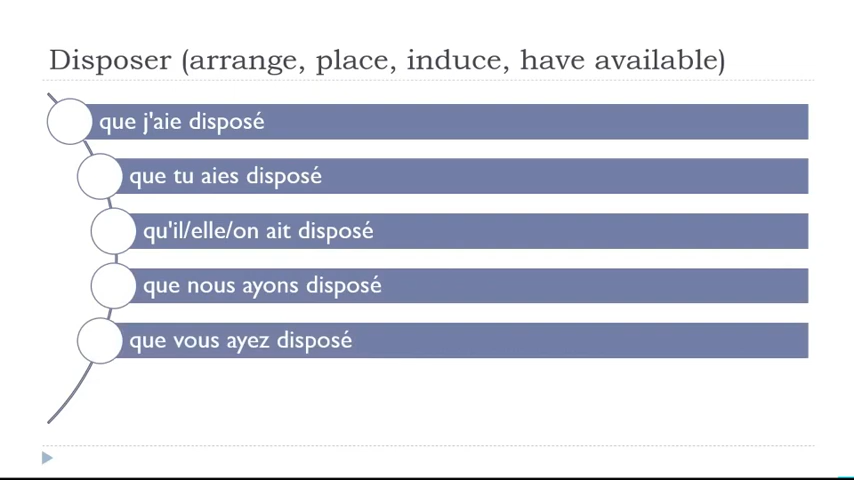 Disposer (arrange, place, induce, have available)
que j'aie disposé
que tu aies disposé
qu'il/elle/on ait disposé
que nous ayons disposé
que vous ayez disposé